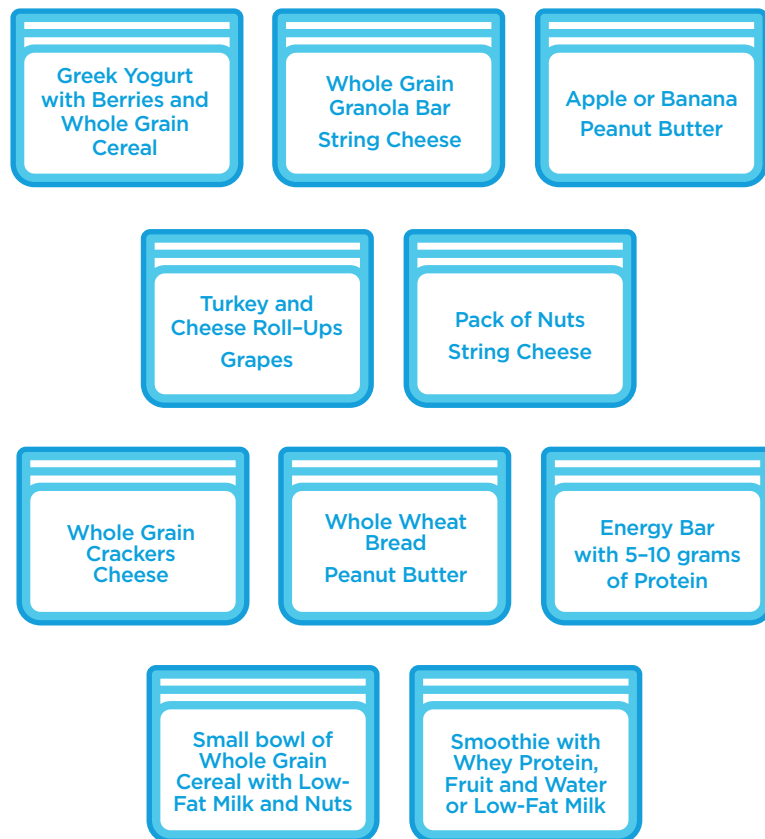 Greek Yogurt
with Berries and
Whole Grain
Cereal
Whole Grain
Granola Bar
String Cheese
Apple or Banana
Peanut Butter
Turkey and
Cheese Roll–Ups
Grapes
Pack of Nuts
String Cheese
Whole Grain
Crackers
Cheese
Whole Wheat
Bread
Peanut Butter
Energy Bar
with 5–10 grams
of Protein
Small bowl of
Whole Grain
Cereal with Low-
Fat Milk and Nuts
Smoothie with
Whey Protein,
Fruit and Water
or Low-Fat Milk